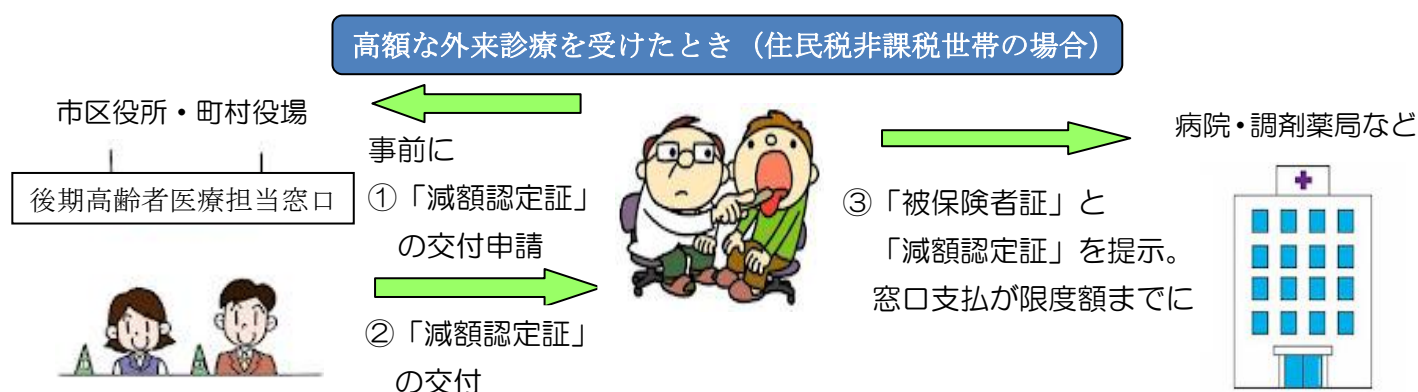 高額な外来診療を受けたとき（住民税非課税世帯の場合）
市区役所・町村役場
後期高齢者医療担当窓口
事前に
①「減額認定証」
の交付申請
②「減額認定証」
の交付
病院・調剤薬局など
③「被保険者証」と
「減額認定証」を提示。
窓口支払が限度額までに